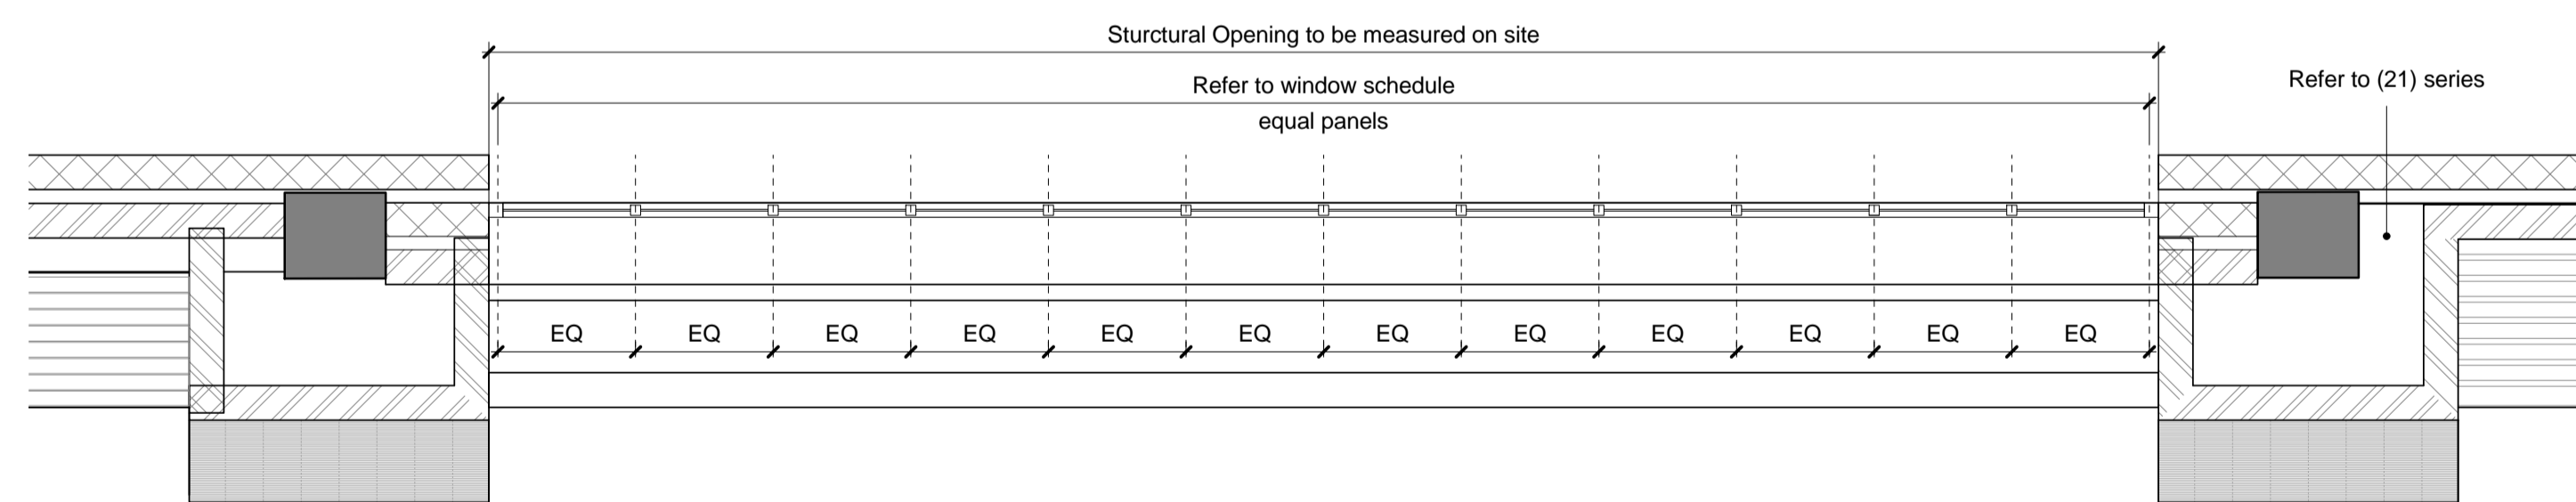 Sturctural Opening to be measured on site
Refer to window schedule
equal panels
Refer to (21) series
EQ EQ EQ EQ EQ EQ EQ EQ EQ EQ EQ EQ